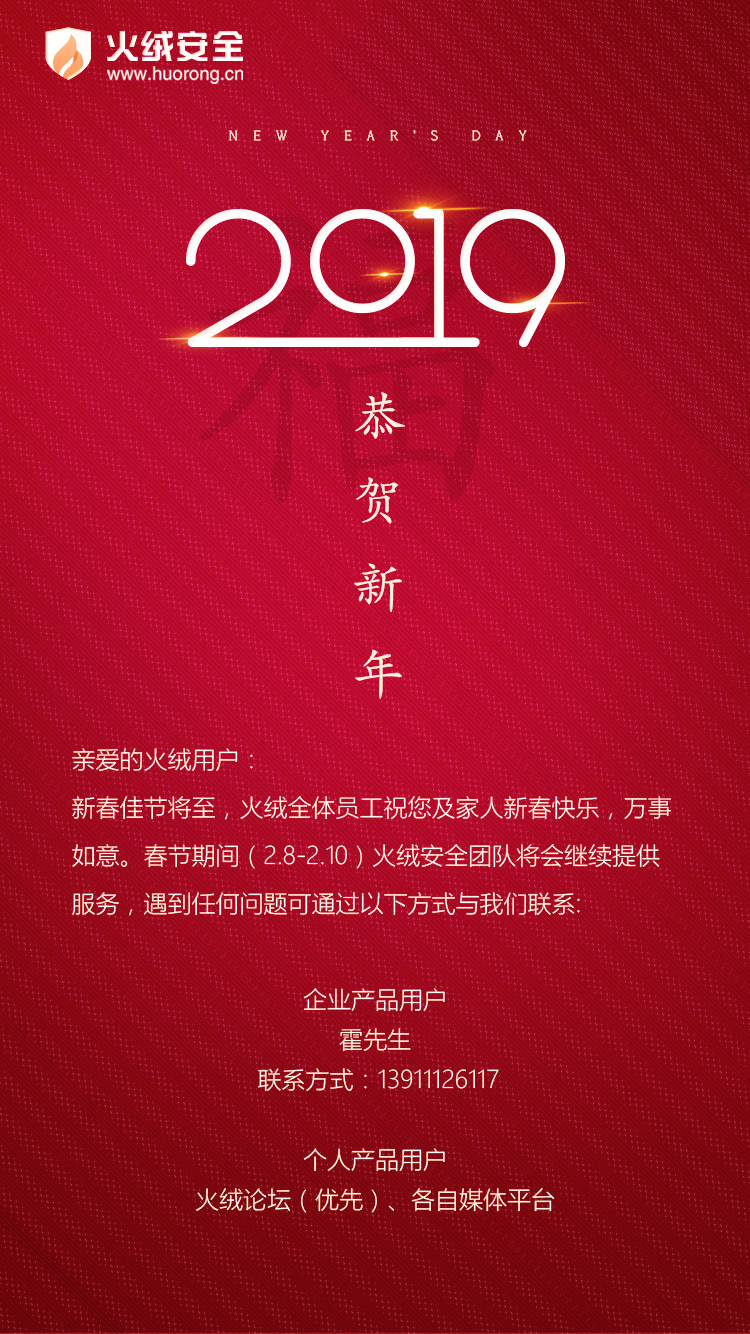 火绒安全
www.huorong.cn
NEW YEAR'S DAY
2019
福
恭
贺
新
年
亲爱的火绒用户：
新春佳节将至，火绒全体员工祝您及家人新春快乐，万事
如意。春节期间（2.8-2.10）火绒安全团队将会继续提供
服务，遇到任何问题可通过以下方式与我们联系:
企业产品用户
霍先生
联系方式：13911126117
个人产品用户
火绒论坛（优先）、各自媒体平台